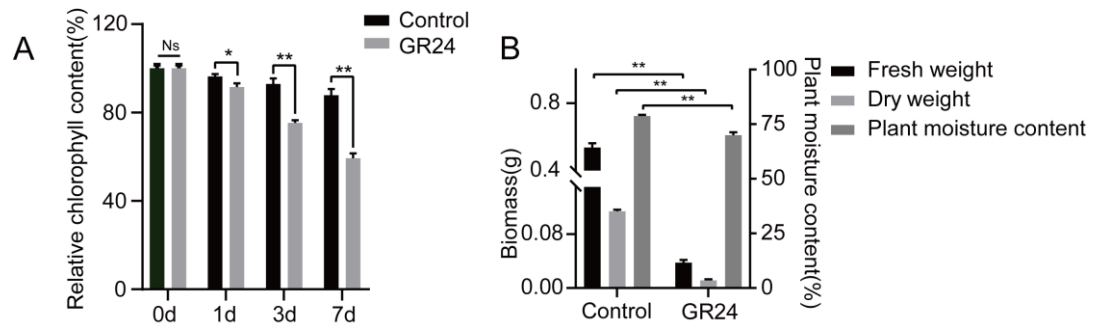 A
Relative chlorophyll content(%)
120
80
40
0
Ns
*
**
**
Control
GR24
0d
1d
3d
7d
B
Biomass(g)
0.8
0.4
0.08
0.00
**
**
**
100
75
50
25
0
Plant moisture content(%)
Fresh weight
Dry weight
Plant moisture content
Control
GR24